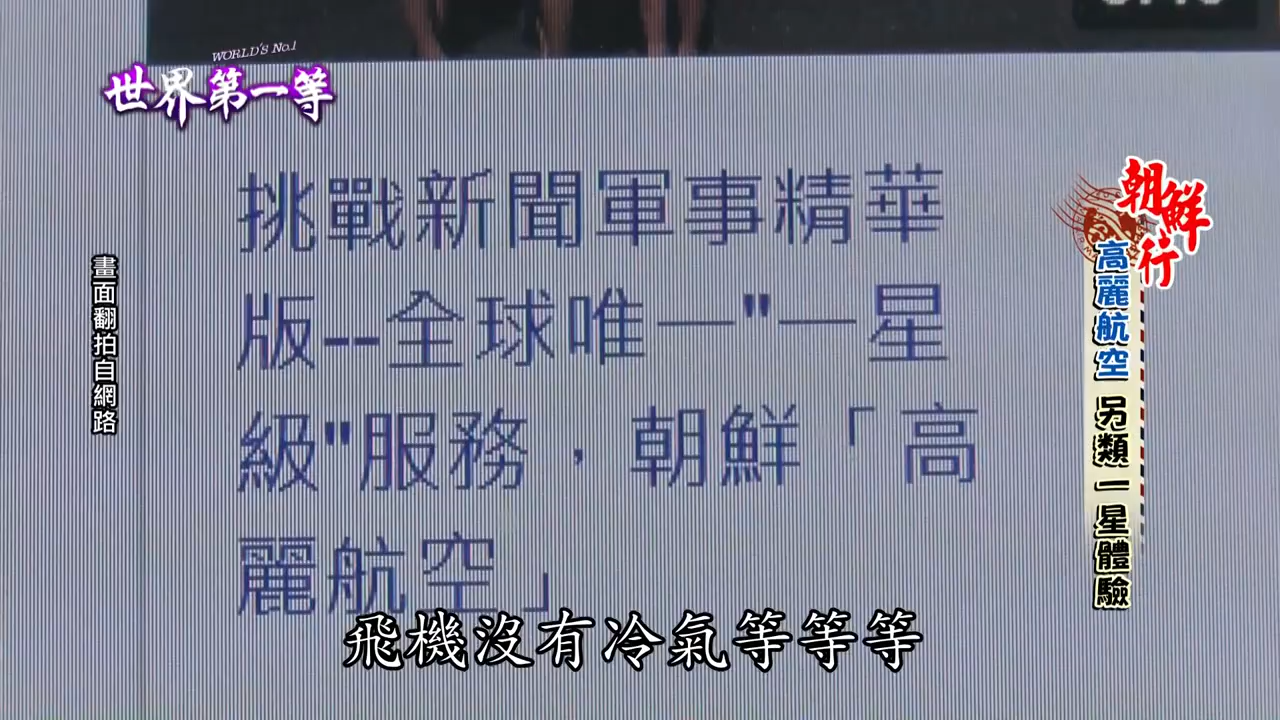 WORLD'S No.1
世界第一等
挑戰新聞軍事精華
版--全球唯一"一星
級"服務，朝鮮「高
麗航空」
畫面翻拍自網路
朝鮮行
高麗航空 另類一星體驗
飛機沒有冷氣等等等